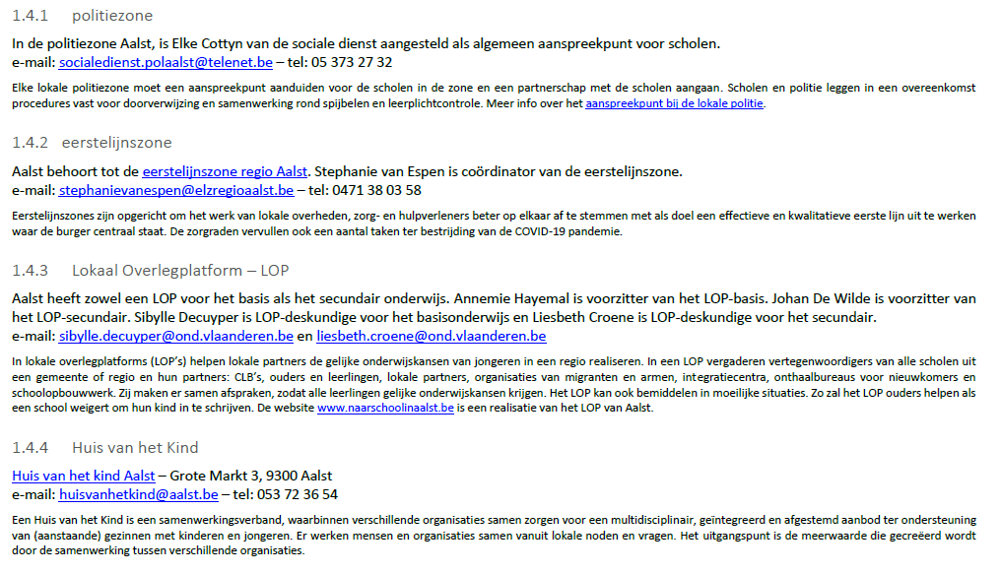 1.4.1 politiezone
In de politiezone Aalst, is Elke Cottyn van de sociale dienst aangesteld als algemeen aanspreekpunt voor scholen.
e-mail: socialedienst.polaalst@telenet.be – tel: 05 373 27 32
Elke lokale politiezone moet een aanspreekpunt aanduiden voor de scholen in de zone en een partnerschap met de scholen aangaan. Scholen en politie leggen in een overeenkomst
procedures vast voor doorverwijzing en samenwerking rond spijbelen en leerplichtcontrole. Meer info over het aanspreekpunt bij de lokale politie.
1.4.2 eerstelijnszone
Aalst behoort tot de eerstelijnszone regio Aalst. Stephanie van Espen is coördinator van de eerstelijnszone.
e-mail: stephanievanespen@elzregioaalst.be – tel: 0471 38 03 58
Eerstelijnszones zijn opgericht om het werk van lokale overheden, zorg- en hulpverleners beter op elkaar af te stemmen met als doel een effectieve en kwalitatieve eerste lijn uit te werken
waar de burger centraal staat. De zorgraden vervullen ook een aantal taken ter bestrijding van de COVID-19 pandemie.
1.4.3 Lokaal Overlegplatform – LOP
Aalst heeft zowel een LOP voor het basis als het secundair onderwijs. Annemie Hayemal is voorzitter van het LOP-basis. Johan De Wilde is voorzitter van
het LOP-secundair. Sibylle Decuyper is LOP-deskundige voor het basisonderwijs en Liesbeth Croene is LOP-deskundige voor het secundair.
e-mail: sibylle.decuyper@ond.vlaanderen.be en liesbeth.croene@ond.vlaanderen.be
In lokale overlegplatforms (LOP's) helpen lokale partners de gelijke onderwijskansen van jongeren in een regio realiseren. In een LOP vergaderen vertegenwoordigers van alle scholen uit
een gemeente of regio en hun partners: CLB's, ouders en leerlingen, lokale partners, organisaties van migranten en armen, integratiecentra, onthaalbureaus voor nieuwkomers en
schoolopbouwwerk. Zij maken er samen afspraken, zodat alle leerlingen gelijke onderwijskansen krijgen. Het LOP kan ook bemiddelen in moeilijke situaties. Zo zal het LOP ouders helpen als
een school weigert om hun kind in te schrijven. De website www.naarschoolinaalst.be is een realisatie van het LOP van Aalst.
1.4.4 Huis van het Kind
Huis van het kind Aalst – Grote Markt 3, 9300 Aalst
e-mail: huisvanhetkind@aalst.be – tel: 053 72 36 54
Een Huis van het Kind is een samenwerkingsverband, waarbinnen verschillende organisaties samen zorgen voor een multidisciplinair, geïntegreerd en afgestemd aanbod ter ondersteuning
van (aanstaande) gezinnen met kinderen en jongeren. Er werken mensen en organisaties samen vanuit lokale noden en vragen. Het uitgangspunt is de meerwaarde die gecreëerd wordt
door de samenwerking tussen verschillende organisaties.